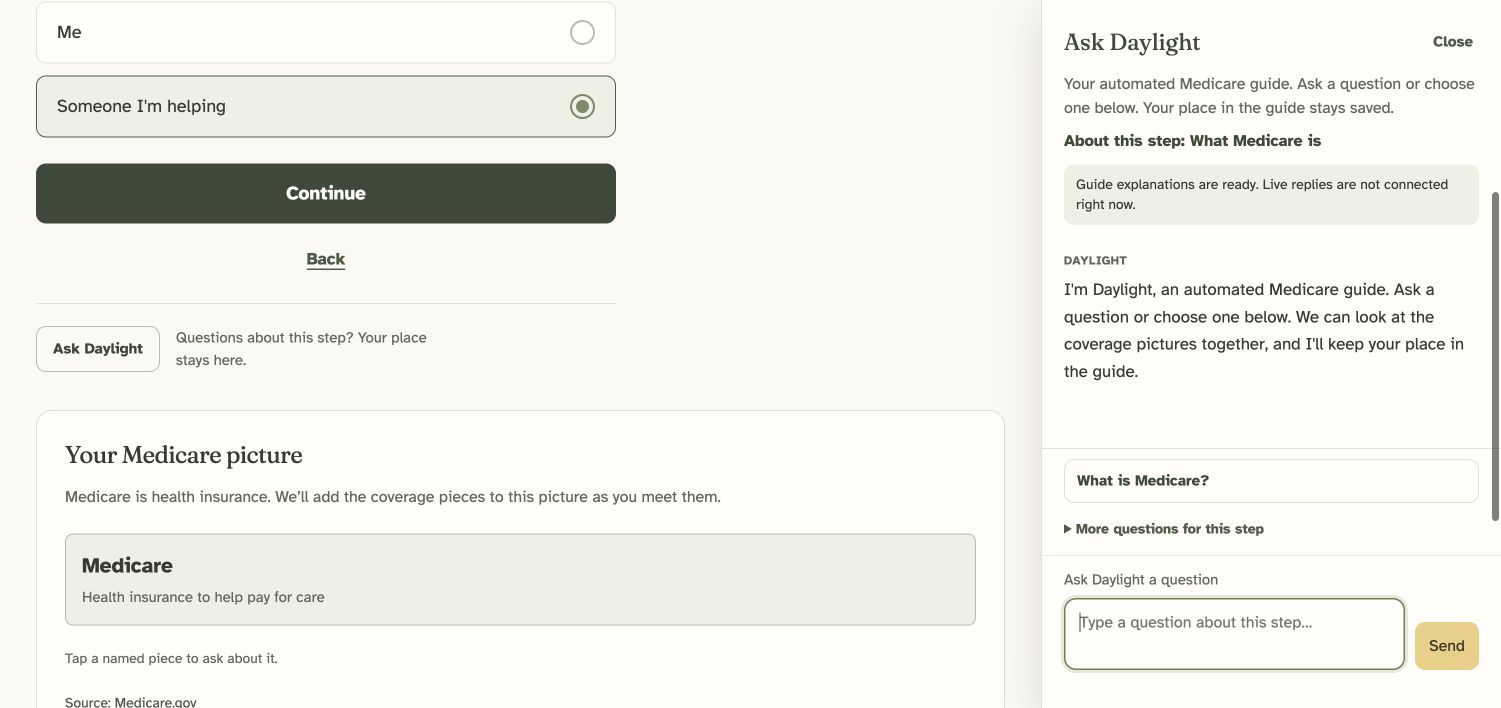 Me
Someone I'm helping
Continue
Back
Ask Daylight
Questions about this step? Your place
stays here.
Your Medicare picture
Medicare is health insurance. We’ll add the coverage pieces to this picture as you meet them.
Medicare
Health insurance to help pay for care
Tap a named piece to ask about it.
Source: Medicare.gov
Ask Daylight
Close
Your automated Medicare guide. Ask a question or choose
one below. Your place in the guide stays saved.
About this step: What Medicare is
Guide explanations are ready. Live replies are not connected
right now.
DAYLIGHT
I'm Daylight, an automated Medicare guide. Ask a
question or choose one below. We can look at the
coverage pictures together, and I'll keep your place in
the guide.
What is Medicare?
More questions for this step
Ask Daylight a question
Type a question about this step...
Send